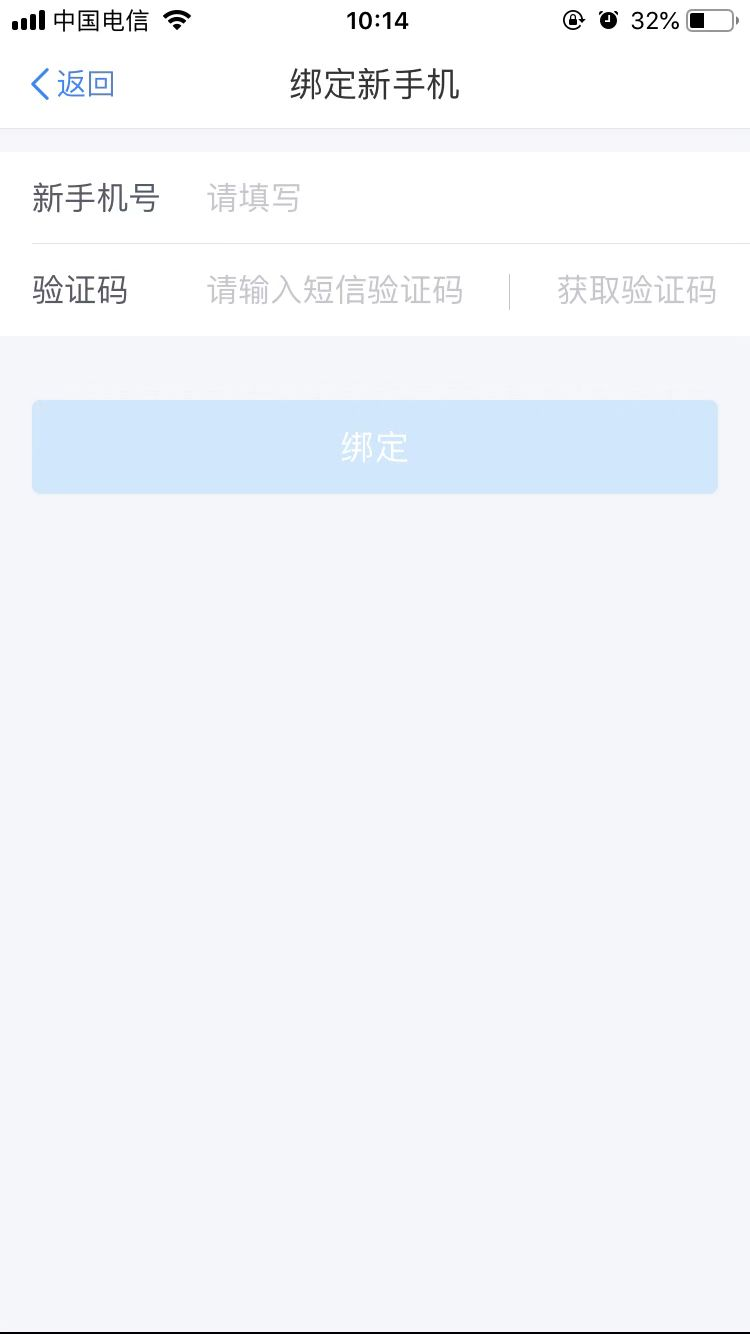 中国电信 10:14 32%
返回 绑定新手机
新手机号 请填写
验证码 请输入短信验证码 获取验证码
绑定